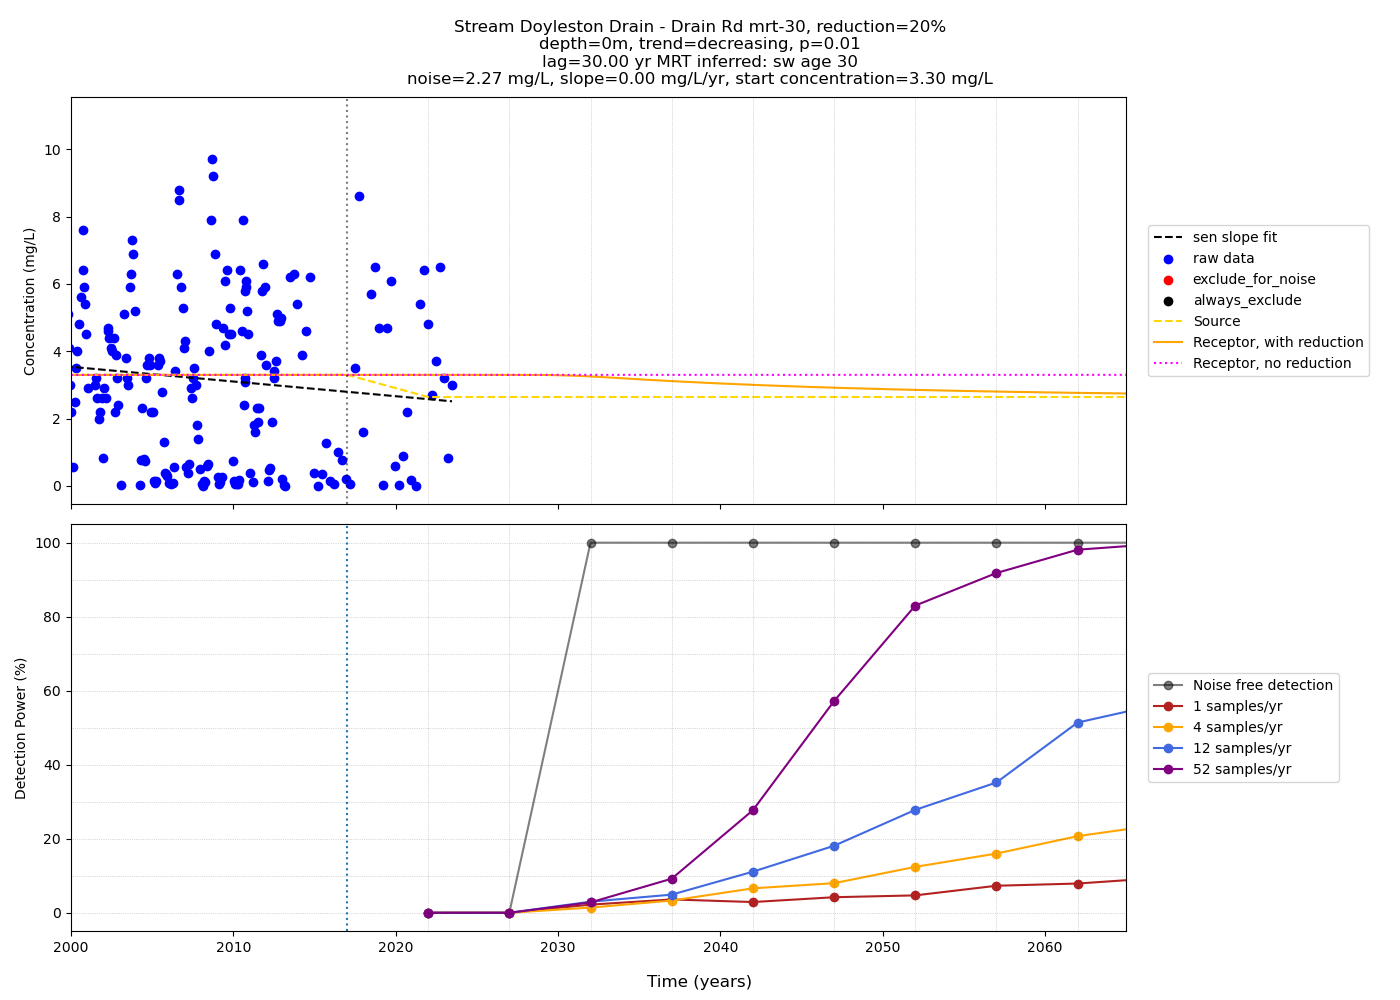 Stream Doyleston Drain - Drain Rd mrt-30, reduction=20%
depth=0m, trend=decreasing, p=0.01
lag=30.00 yr MRT inferred: sw age 30
noise=2.27 mg/L, slope=0.00 mg/L/yr, start concentration=3.30 mg/L
Concentration (mg/L)
10
8
6
4
2
0
sen slope fit
raw data
exclude_for_noise
always_exclude
Source
Receptor, with reduction
Receptor, no reduction
Detection Power (%)
100
80
60
40
20
0
Noise free detection
1 samples/yr
4 samples/yr
12 samples/yr
52 samples/yr
2000 2010 2020 2030 2040 2050 2060
Time (years)